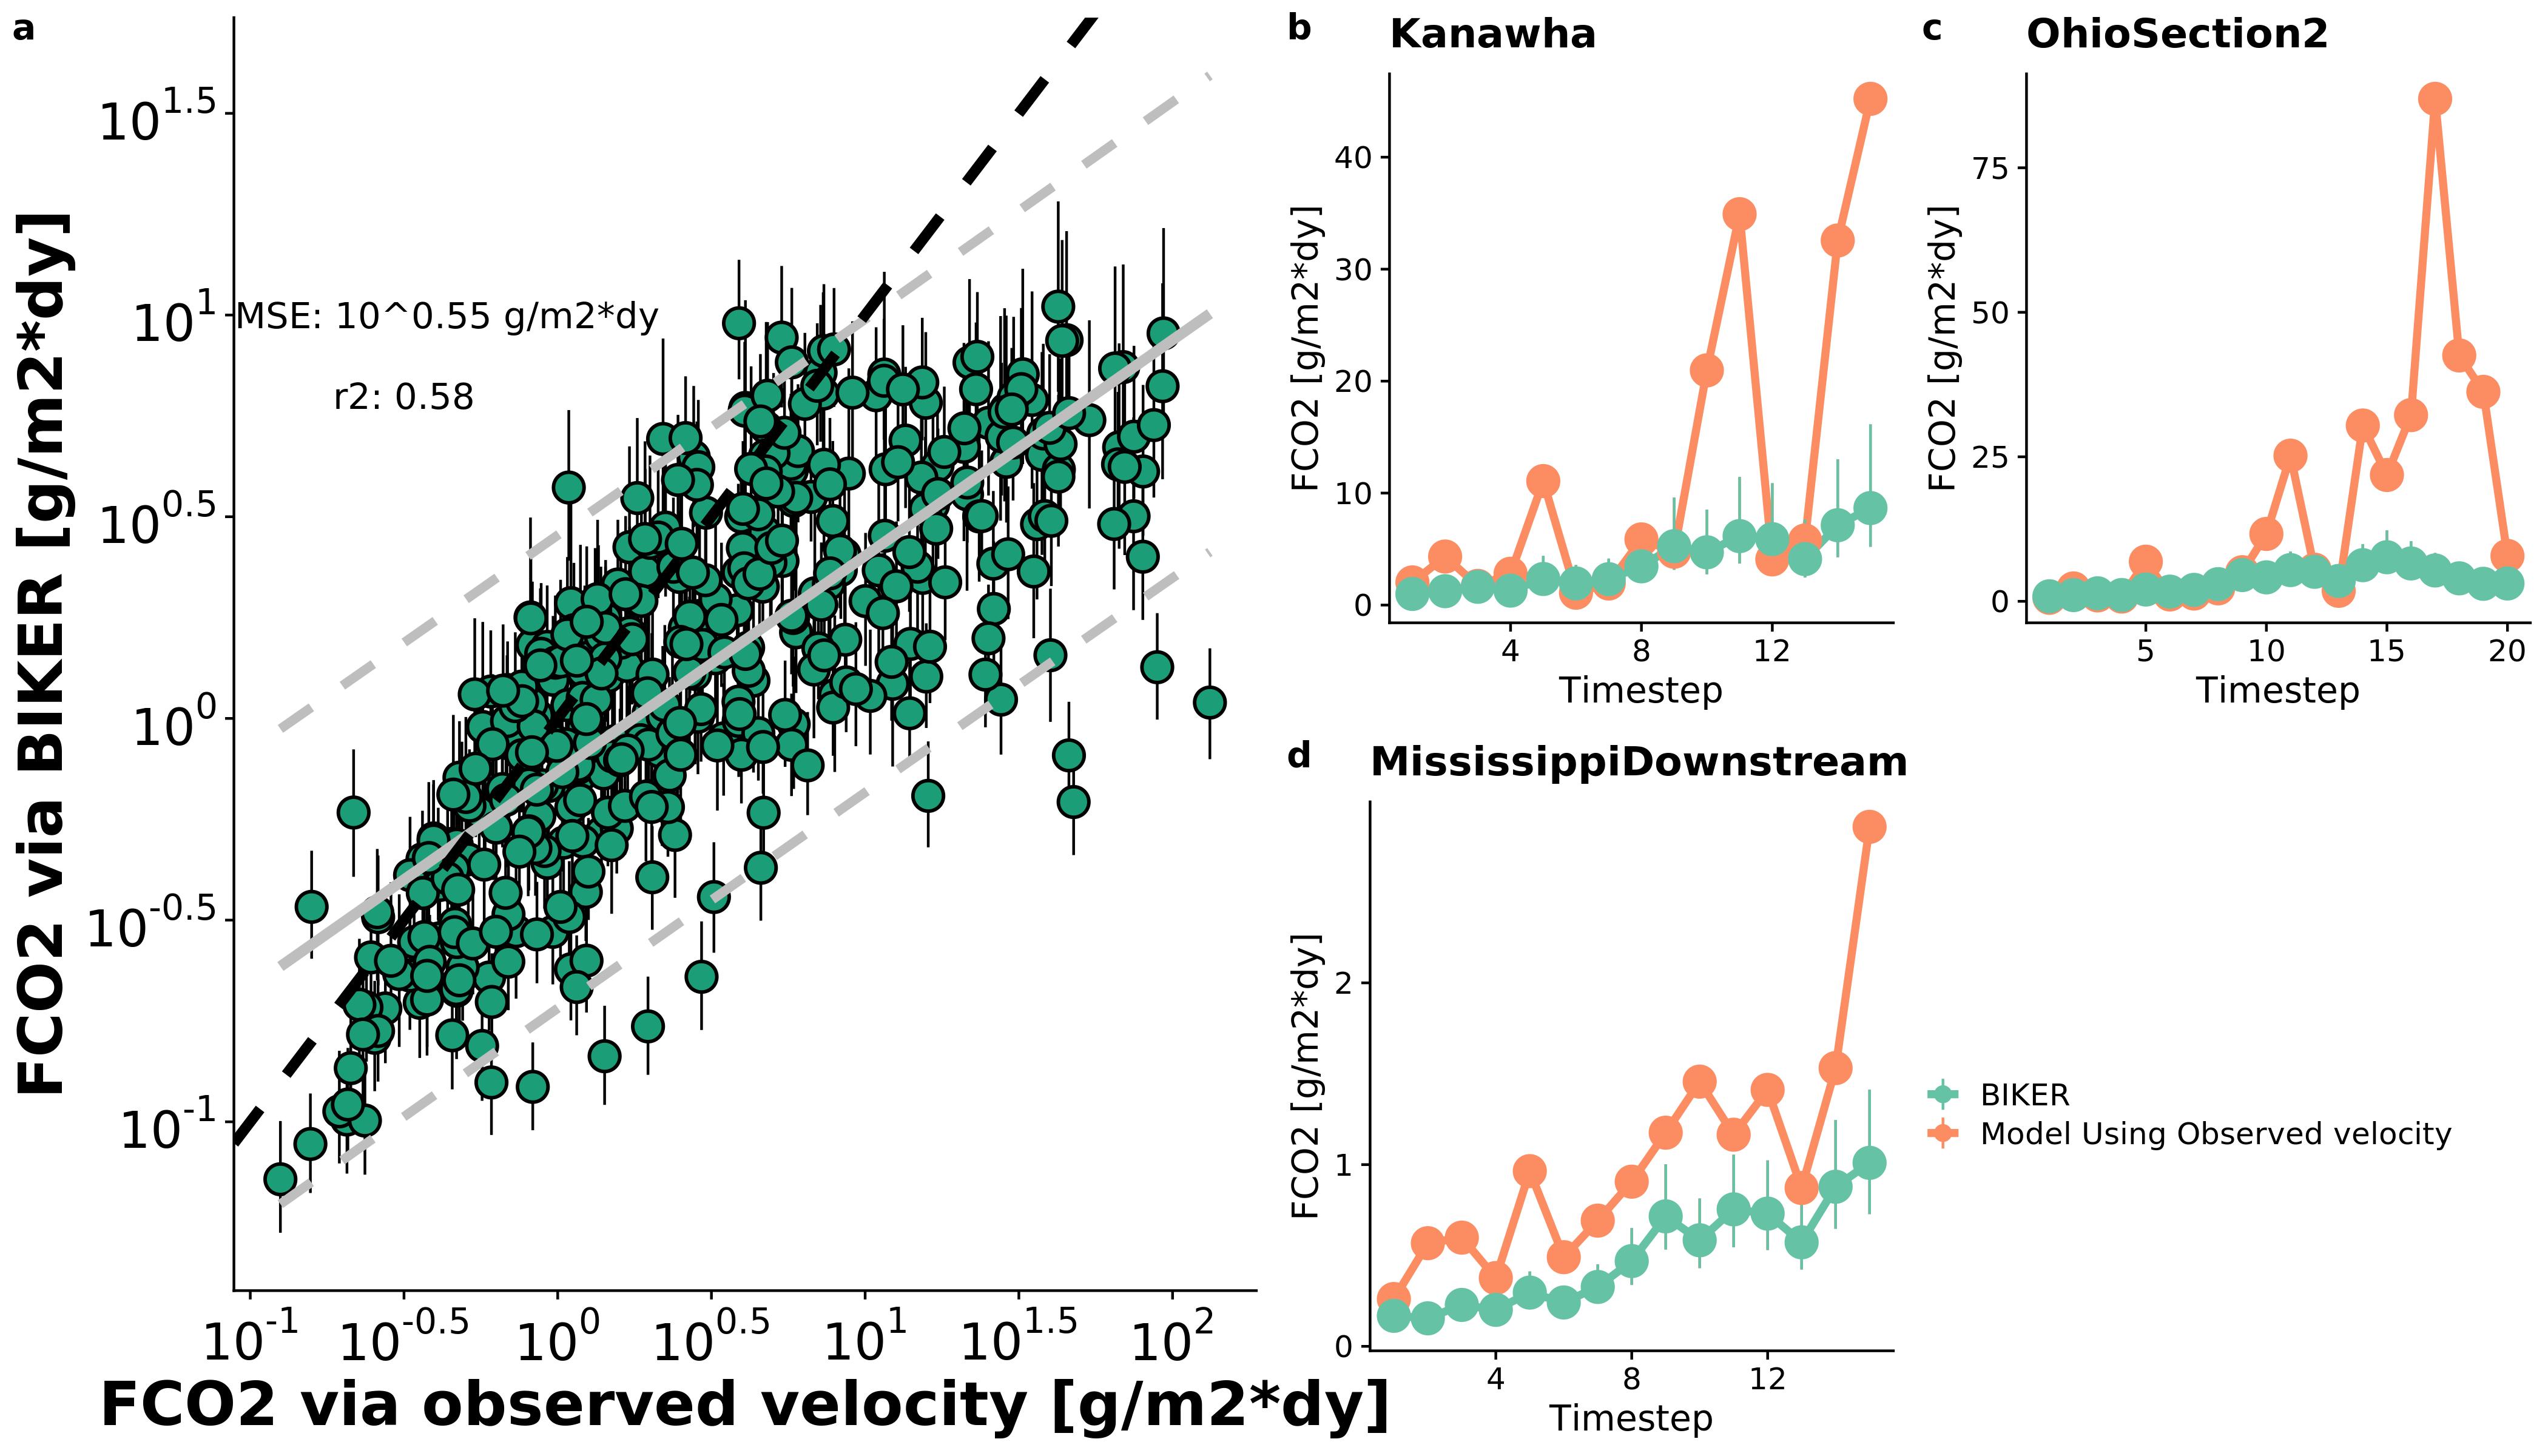 a
FCO2 via BIKER [g/m2*dy]
10^1.5
10^1
10^0.5
10^0
10^-0.5
10^-1
MSE: 10^0.55 g/m2*dy
r2: 0.58
10^-1 10^-0.5 10^0 10^0.5 10^1 10^1.5 10^2
FCO2 via observed velocity [g/m2*dy]
b Kanawha
FCO2 [g/m2*dy]
40
30
20
10
0
4 8 12
Timestep
c OhioSection2
FCO2 [g/m2*dy]
75
50
25
0
5 10 15 20
Timestep
d MississippiDownstream
FCO2 [g/m2*dy]
2
1
0
4 8 12
Timestep
BIKER
Model Using Observed velocity